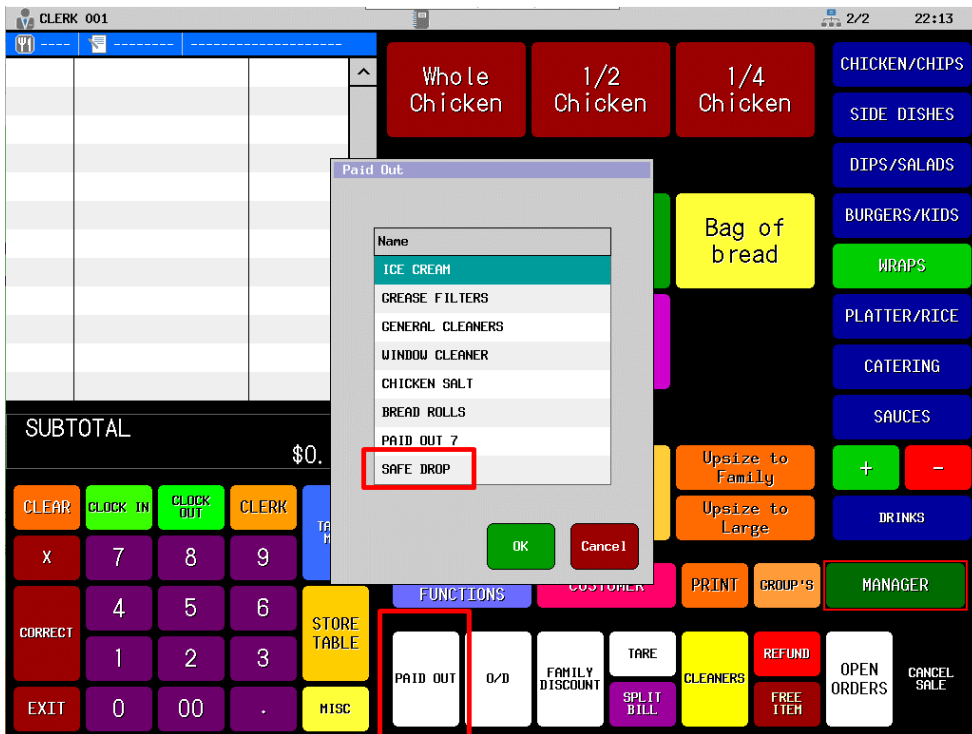 CLERK 001
2/2
22:13
---- -------- --------------------
Whole
Chicken
1/2
Chicken
1/4
Chicken
CHICKEN/CHIPS
SIDE DISHES
DIPS/SALADS
BURGERS/KIDS
WRAPS
PLATTER/RICE
CATERING
SAUCES
+
-
DRINKS
Bag of
bread
Paid Out
Name
ICE CREAM
GREASE FILTERS
GENERAL CLEANERS
WINDOW CLEANER
CHICKEN SALT
BREAD ROLLS
PAID OUT 7
SAFE DROP
OK
Cancel
SUBTOTAL
$0.
Upsize to
Family
Upsize to
Large
CLEAR
CLOCK IN
CLOCK
OUT
CLERK
X
7
8
9
CORRECT
4
5
6
1
2
3
STORE
TABLE
EXIT
0
00
.
MISC
FUNCTIONS
CUSTOMER
PRINT
GROUP'S
MANAGER
PAID OUT
O/D
FAMILY
DISCOUNT
TARE
SPLIT
BILL
CLEANERS
REFUND
FREE
ITEM
OPEN
ORDERS
CANCEL
SALE